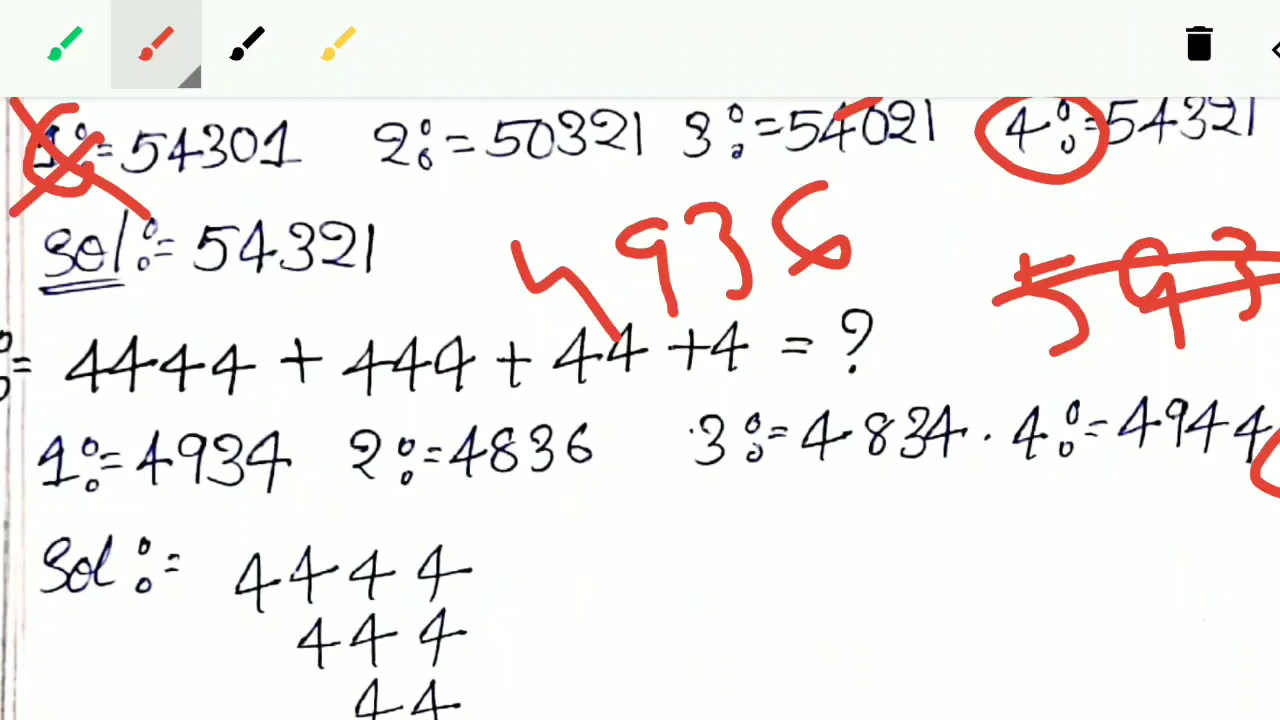 1:= 54301 2:= 50321 3:= 54021 4:= 54321
Sol:= 54321
4936
593
:= 4444 + 444 + 44 +4 = ?
1:= 4934 2:= 4836 3:= 4834. 4:= 4944
Sol:= 4444
444
44